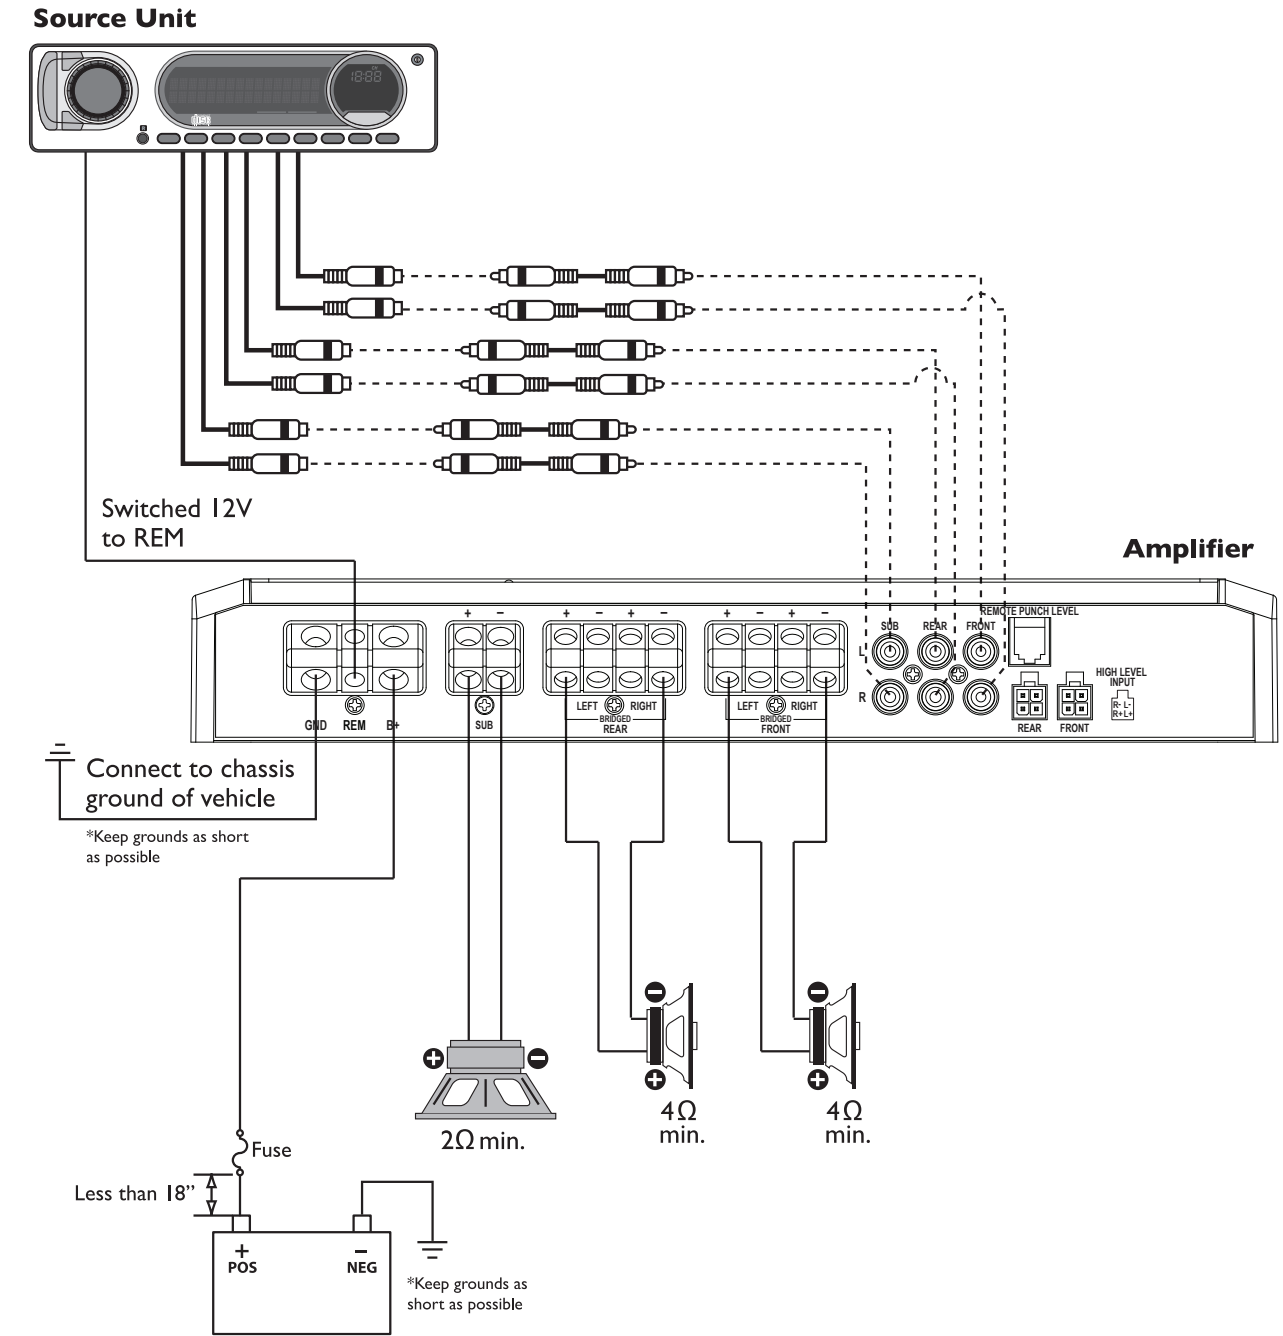 Source Unit
18:88
Switched 12V
to REM
Amplifier
REMOTE PUNCH LEVEL
+ − + − + − + − + −
SUB REAR FRONT
L
R
HIGH LEVEL
INPUT
R- L-
R+L+
REAR FRONT
GND REM B+
SUB
LEFT RIGHT
BRIDGED
REAR
LEFT RIGHT
BRIDGED
FRONT
Connect to chassis
ground of vehicle
*Keep grounds as short
as possible
+ −
2Ω min.
−
+
4Ω
min.
−
+
4Ω
min.
Fuse
Less than 18”
+
POS
−
NEG
*Keep grounds as
short as possible